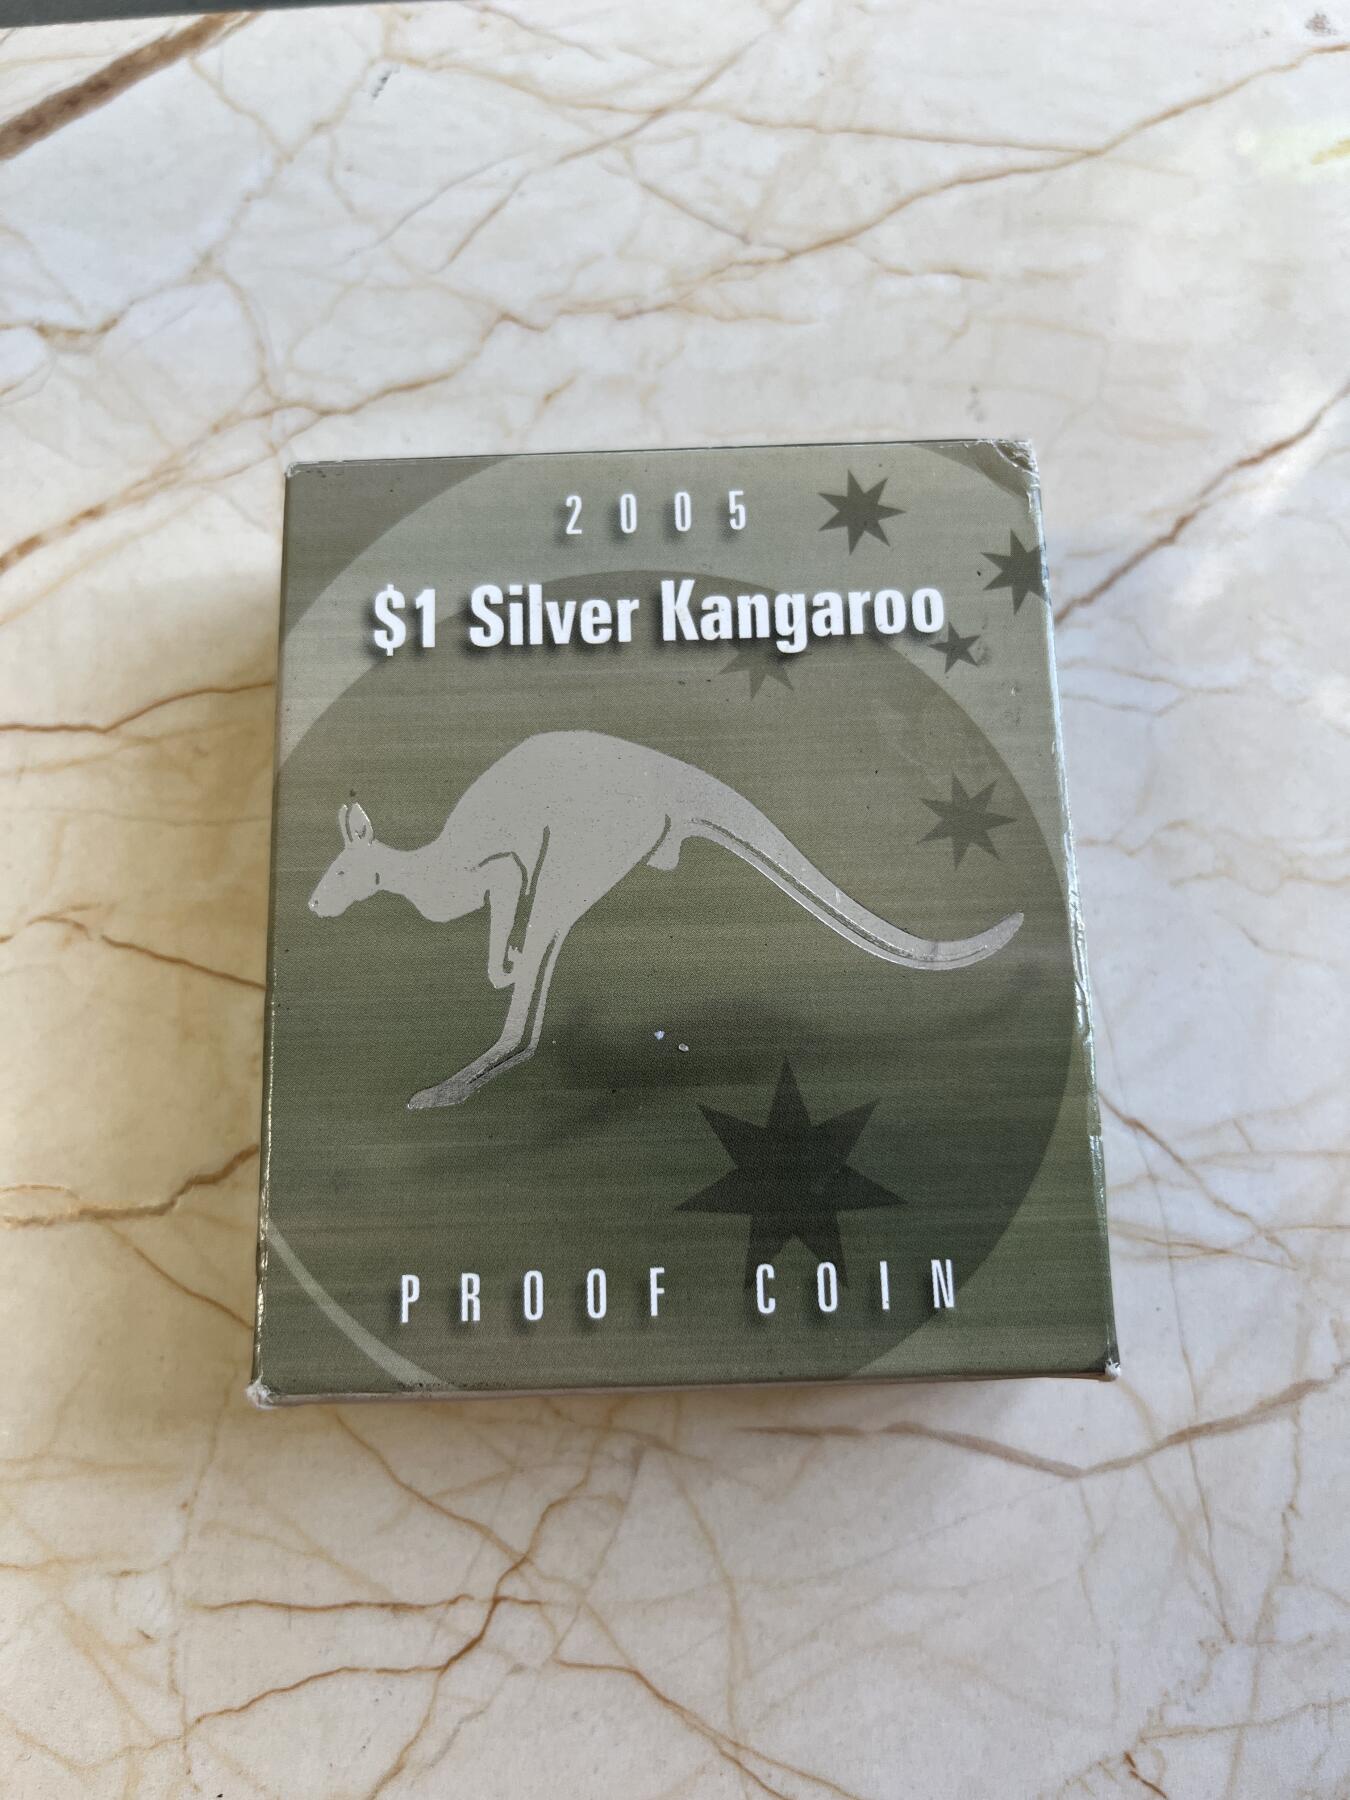 2005
$1 Silver Kangaroo
PROOF COIN